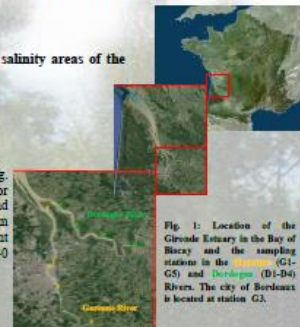 salinity areas of the
Dordogne River
Garonne River
Fig. 1: Location of the
Gironde Estuary in the Bay of
Biscay and the sampling
stations in the Garonne (G1-
G5) and Dordogne (D1-D4)
Rivers. The city of Bordeaux
is located at station G3.